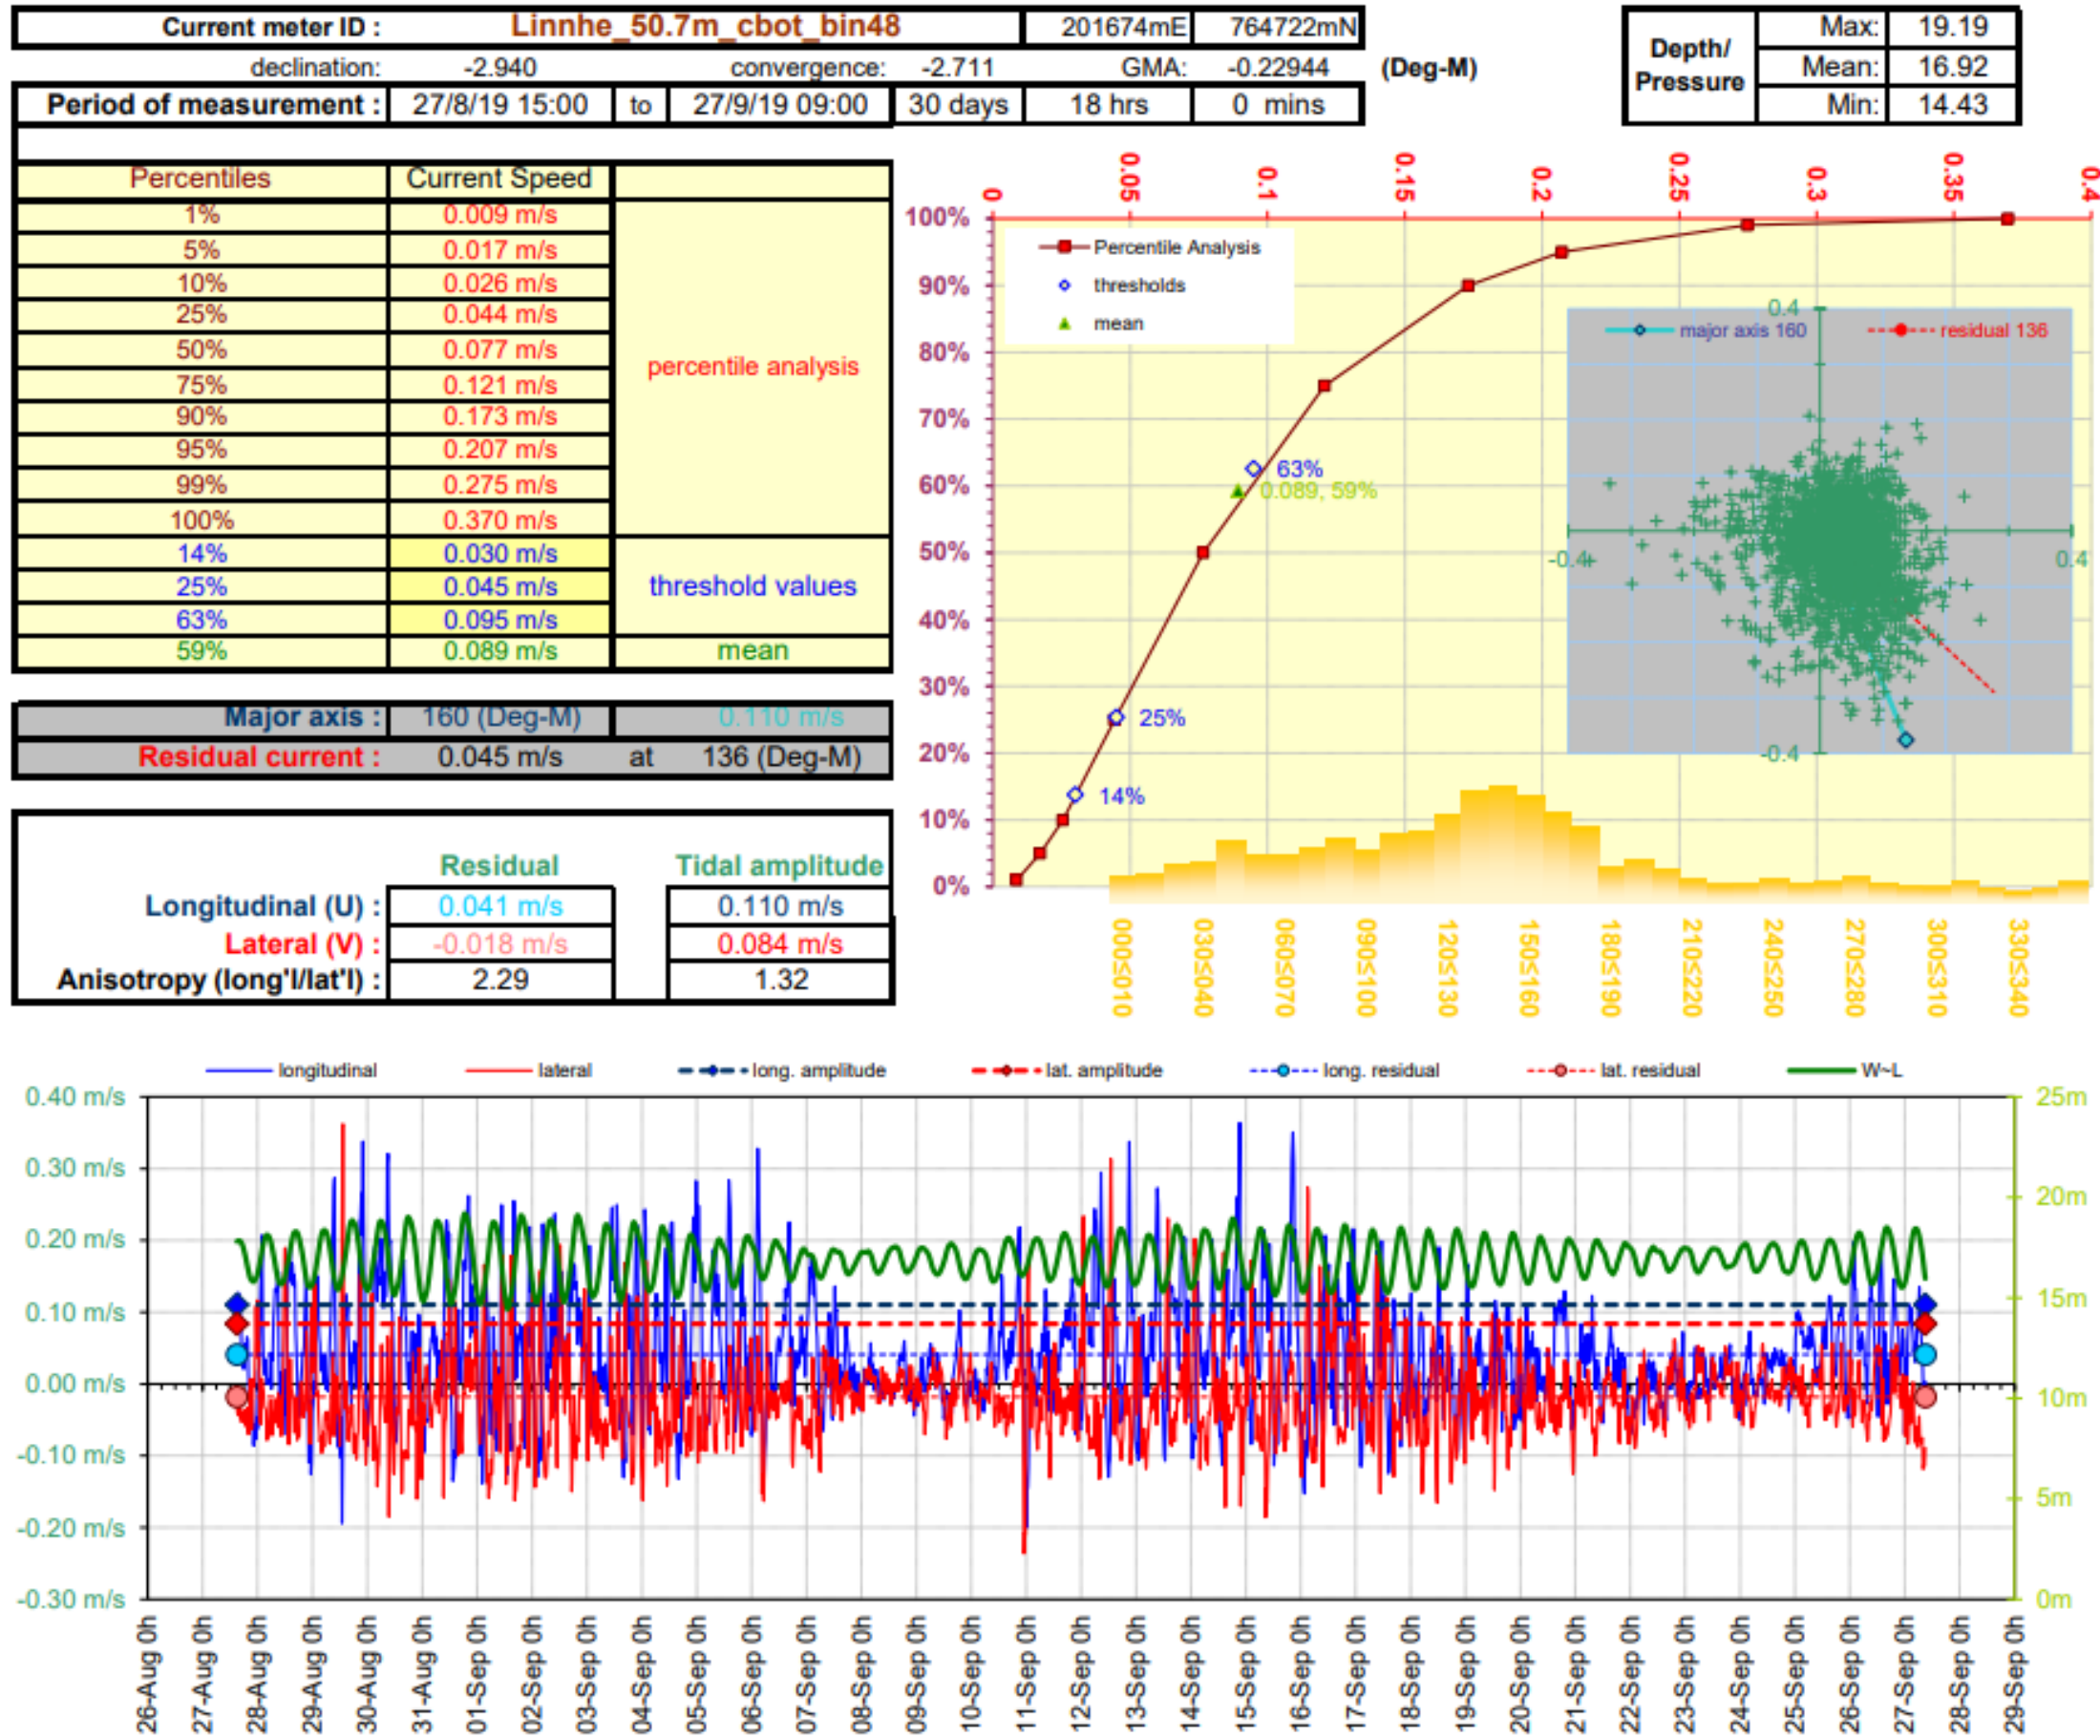 Current meter ID : Linnhe_50.7m_cbot_bin48 201674mE 764722mN
declination: -2.940 convergence: -2.711 GMA: -0.22944 (Deg-M)
Period of measurement : 27/8/19 15:00 to 27/9/19 09:00 30 days 18 hrs 0 mins
Depth/ Pressure
Max: 19.19
Mean: 16.92
Min: 14.43
Percentiles Current Speed
1% 0.009 m/s
5% 0.017 m/s
10% 0.026 m/s
25% 0.044 m/s
50% 0.077 m/s
75% 0.121 m/s
90% 0.173 m/s
95% 0.207 m/s
99% 0.275 m/s
100% 0.370 m/s
percentile analysis
14% 0.030 m/s
25% 0.045 m/s
63% 0.095 m/s
threshold values
59% 0.089 m/s mean
Major axis : 160 (Deg-M) 0.110 m/s
Residual current : 0.045 m/s at 136 (Deg-M)
Residual Tidal amplitude
Longitudinal (U) : 0.041 m/s 0.110 m/s
Lateral (V) : -0.018 m/s 0.084 m/s
Anisotropy (long'l/lat'l) : 2.29 1.32
0 0.05 0.1 0.15 0.2 0.25 0.3 0.35 0.4
100%
90%
80%
70%
60%
50%
40%
30%
20%
10%
0%
Percentile Analysis
thresholds
mean
63%
0.089, 59%
25%
14%
0.4
major axis 160 residual 136
-0.4 0.4
-0.4
000≤010 030≤040 060≤070 090≤100 120≤130 150≤160 180≤190 210≤220 240≤250 270≤280 300≤310 330≤340
longitudinal lateral long. amplitude lat. amplitude long. residual lat. residual W~L
0.40 m/s
0.30 m/s
0.20 m/s
0.10 m/s
0.00 m/s
-0.10 m/s
-0.20 m/s
-0.30 m/s
25m
20m
15m
10m
5m
0m
26-Aug 0h
27-Aug 0h
28-Aug 0h
29-Aug 0h
30-Aug 0h
31-Aug 0h
01-Sep 0h
02-Sep 0h
03-Sep 0h
04-Sep 0h
05-Sep 0h
06-Sep 0h
07-Sep 0h
08-Sep 0h
09-Sep 0h
10-Sep 0h
11-Sep 0h
12-Sep 0h
13-Sep 0h
14-Sep 0h
15-Sep 0h
16-Sep 0h
17-Sep 0h
18-Sep 0h
19-Sep 0h
20-Sep 0h
21-Sep 0h
22-Sep 0h
23-Sep 0h
24-Sep 0h
25-Sep 0h
26-Sep 0h
27-Sep 0h
28-Sep 0h
29-Sep 0h